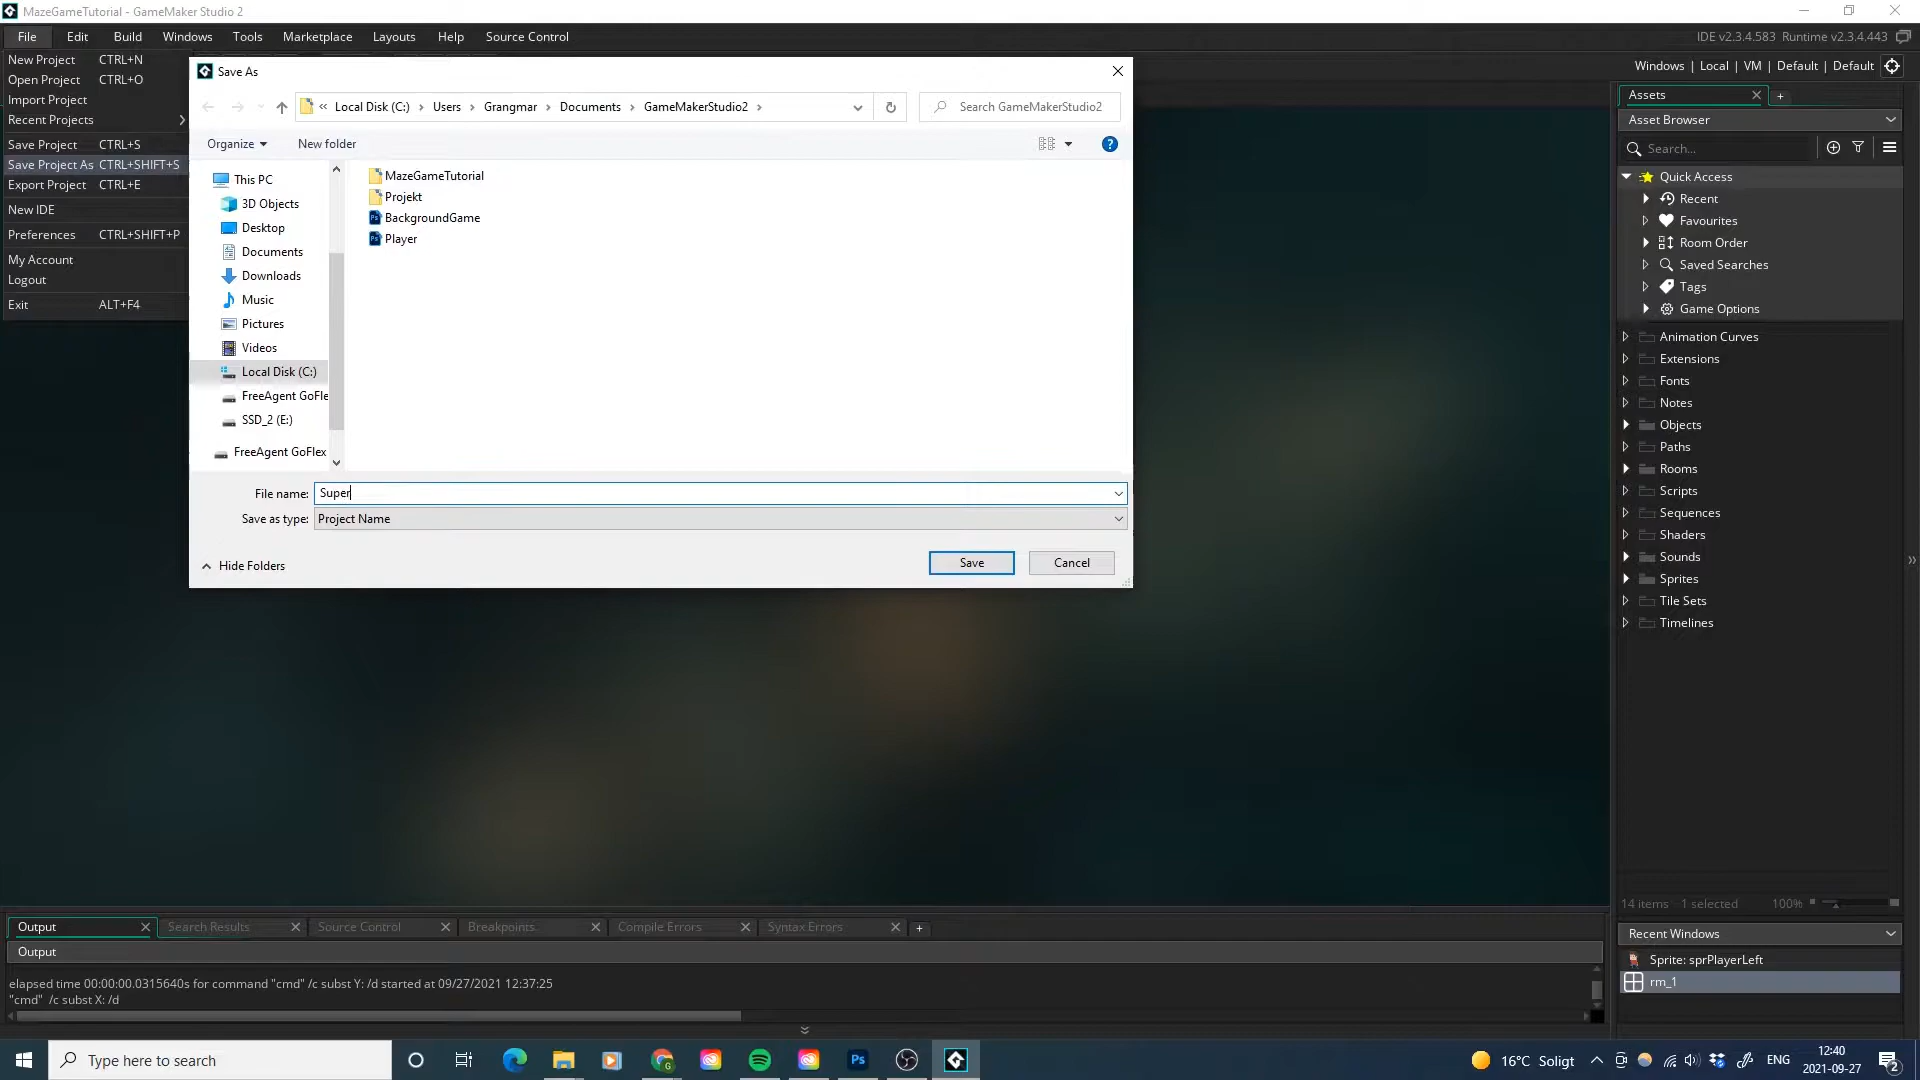 MazeGameTutorial - GameMaker Studio 2
File Edit Build Windows Tools Marketplace Layouts Help Source Control
IDE v2.3.4.583 Runtime v2.3.4.443
Windows | Local | VM | Default | Default
New Project CTRL+N
Open Project CTRL+O
Import Project
Recent Projects
Save Project CTRL+S
Save Project As CTRL+SHIFT+S
Export Project CTRL+E
New IDE
Preferences CTRL+SHIFT+P
My Account
Logout
Exit ALT+F4
Save As
« Local Disk (C:) › Users › Grangmar › Documents › GameMakerStudio2 ›
Search GameMakerStudio2
Organize
New folder
This PC
3D Objects
Desktop
Documents
Downloads
Music
Pictures
Videos
Local Disk (C:)
FreeAgent GoFle
SSD_2 (E:)
FreeAgent GoFlex
MazeGameTutorial
Projekt
BackgroundGame
Player
File name: Super
Save as type: Project Name
Hide Folders
Save
Cancel
Assets
Asset Browser
Search...
Quick Access
Recent
Favourites
Room Order
Saved Searches
Tags
Game Options
Animation Curves
Extensions
Fonts
Notes
Objects
Paths
Rooms
Scripts
Sequences
Shaders
Sounds
Sprites
Tile Sets
Timelines
14 items 1 selected 100%
Recent Windows
Sprite: sprPlayerLeft
rm_1
Output Search Results Source Control Breakpoints Compile Errors Syntax Errors
Output
elapsed time 00:00:00.0315640s for command "cmd" /c subst Y: /d started at 09/27/2021 12:37:25
"cmd" /c subst X: /d
Type here to search
Ps
16°C Soligt
ENG
12:40
2021-09-27
2